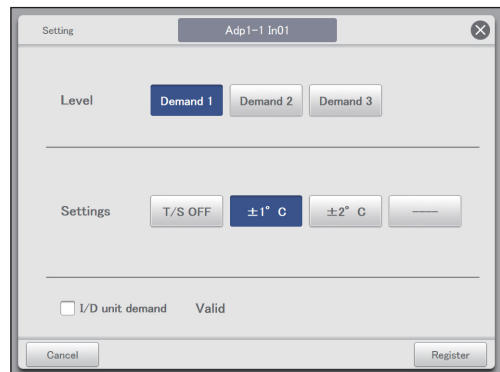 Setting Adp1-1 In01
Level Demand 1 Demand 2 Demand 3
Settings T/S OFF ±1° C ±2° C ——
I/D unit demand Valid
Cancel Register